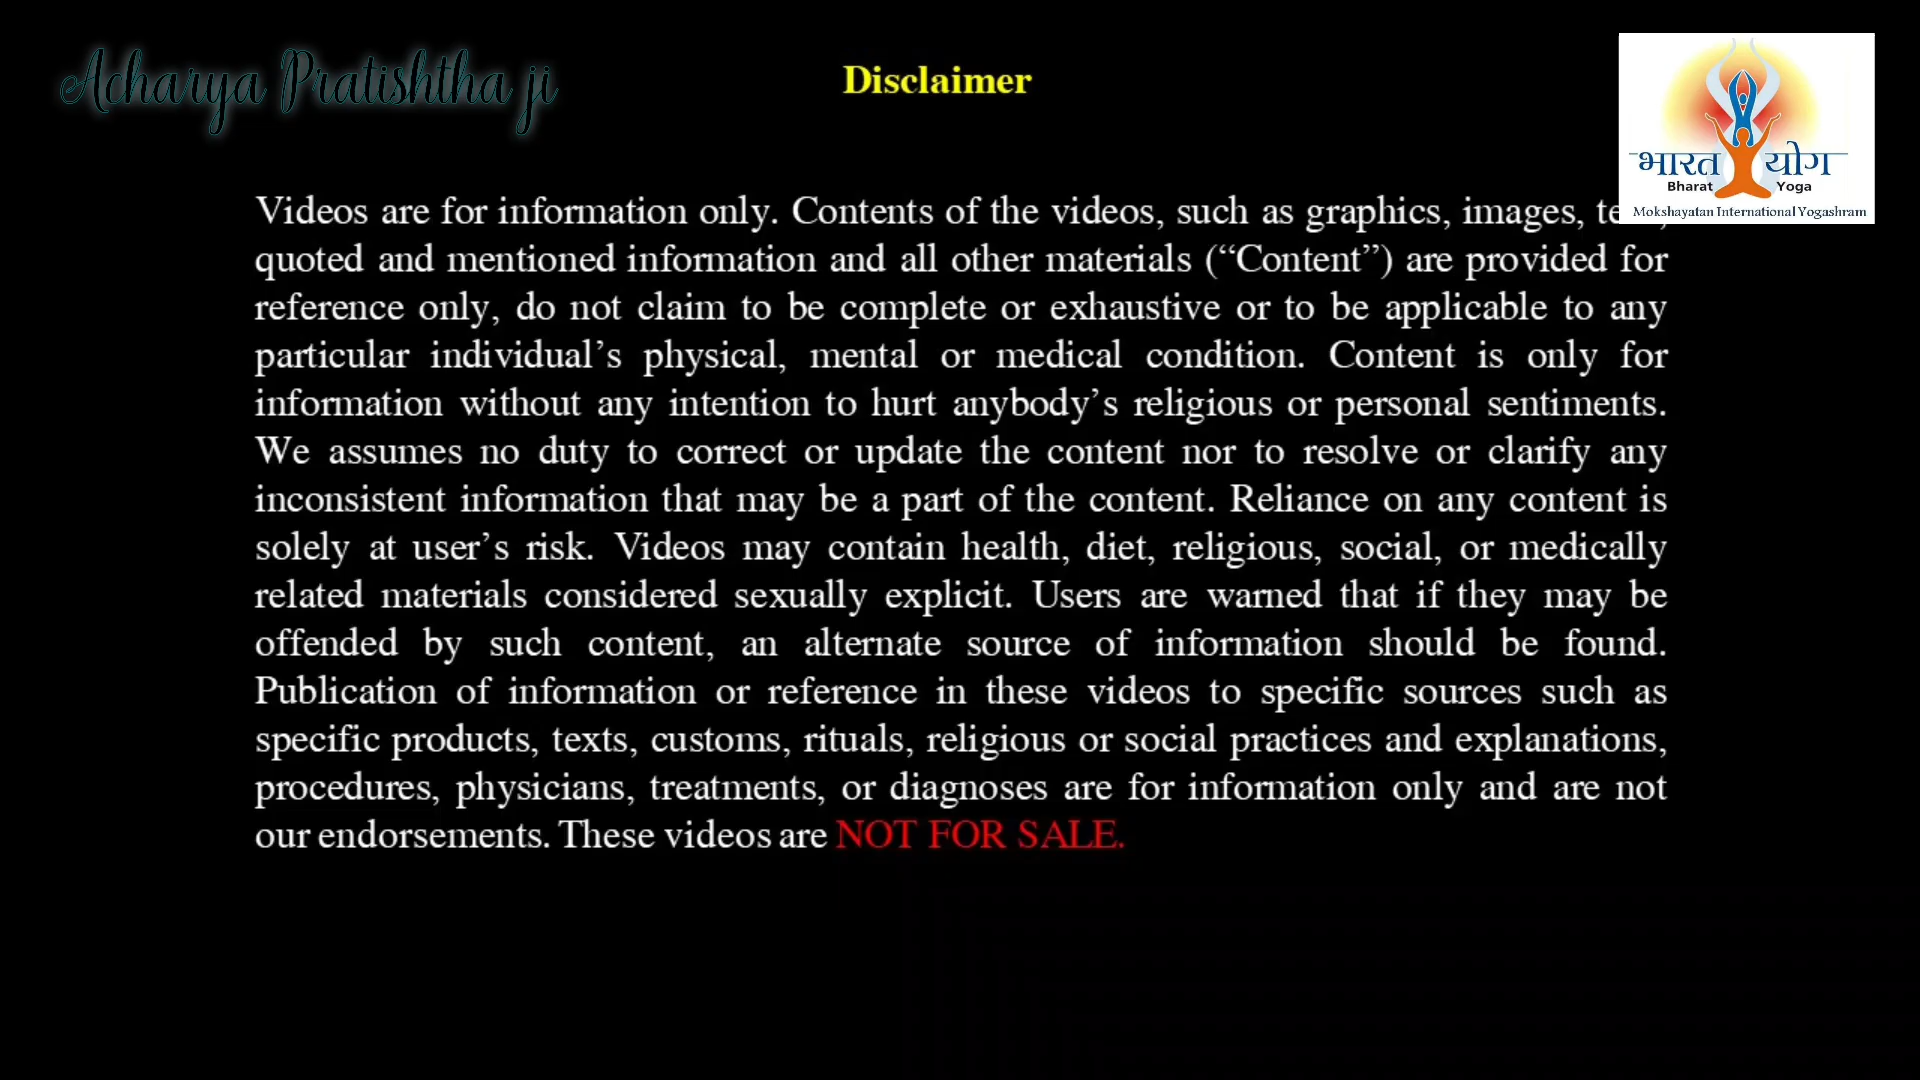 Acharya Pratishtha ji
Disclaimer
भारत योग
Bharat Yoga
Mokshayatan International Yogashram
Videos are for information only. Contents of the videos, such as graphics, images,
quoted and mentioned information and all other materials (“Content”) are provided for
reference only, do not claim to be complete or exhaustive or to be applicable to any
particular individual’s physical, mental or medical condition. Content is only for
information without any intention to hurt anybody’s religious or personal sentiments.
We assumes no duty to correct or update the content nor to resolve or clarify any
inconsistent information that may be a part of the content. Reliance on any content is
solely at user’s risk. Videos may contain health, diet, religious, social, or medically
related materials considered sexually explicit. Users are warned that if they may be
offended by such content, an alternate source of information should be found.
Publication of information or reference in these videos to specific sources such as
specific products, texts, customs, rituals, religious or social practices and explanations,
procedures, physicians, treatments, or diagnoses are for information only and are not
our endorsements. These videos are NOT FOR SALE.